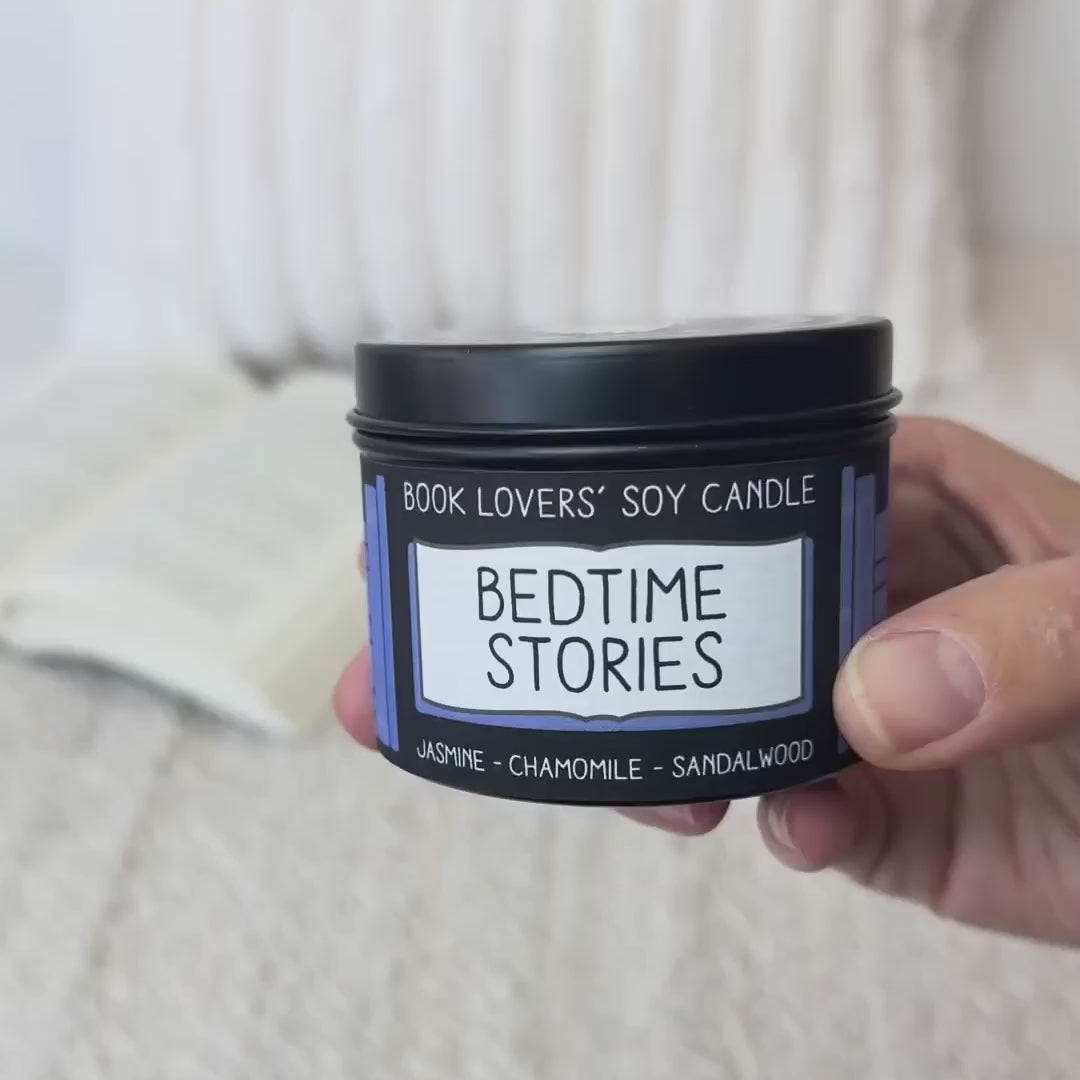 BOOK LOVERS' SOY CANDLE
BEDTIME
STORIES
JASMINE - CHAMOMILE - SANDALWOOD